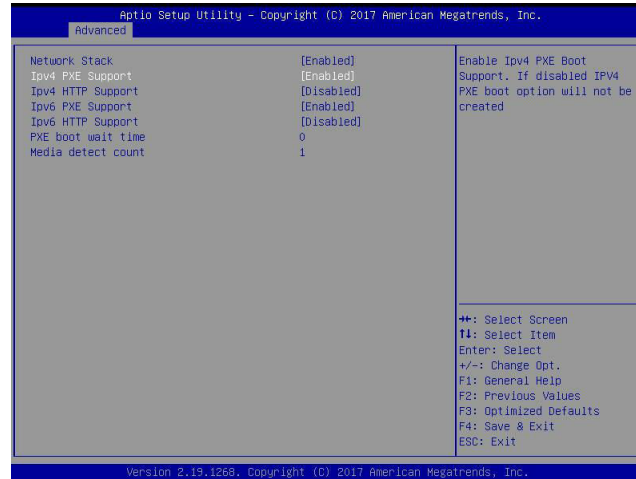 Aptio Setup Utility – Copyright (C) 2017 American Megatrends, Inc.
Advanced
Network Stack [Enabled]
Ipv4 PXE Support [Enabled]
Ipv4 HTTP Support [Disabled]
Ipv6 PXE Support [Enabled]
Ipv6 HTTP Support [Disabled]
PXE boot wait time 0
Media detect count 1
Enable Ipv4 PXE Boot
Support. If disabled IPV4
PXE boot option will not be
created
→←: Select Screen
↑↓: Select Item
Enter: Select
+/-: Change Opt.
F1: General Help
F2: Previous Values
F3: Optimized Defaults
F4: Save & Exit
ESC: Exit
Version 2.19.1268. Copyright (C) 2017 American Megatrends, Inc.